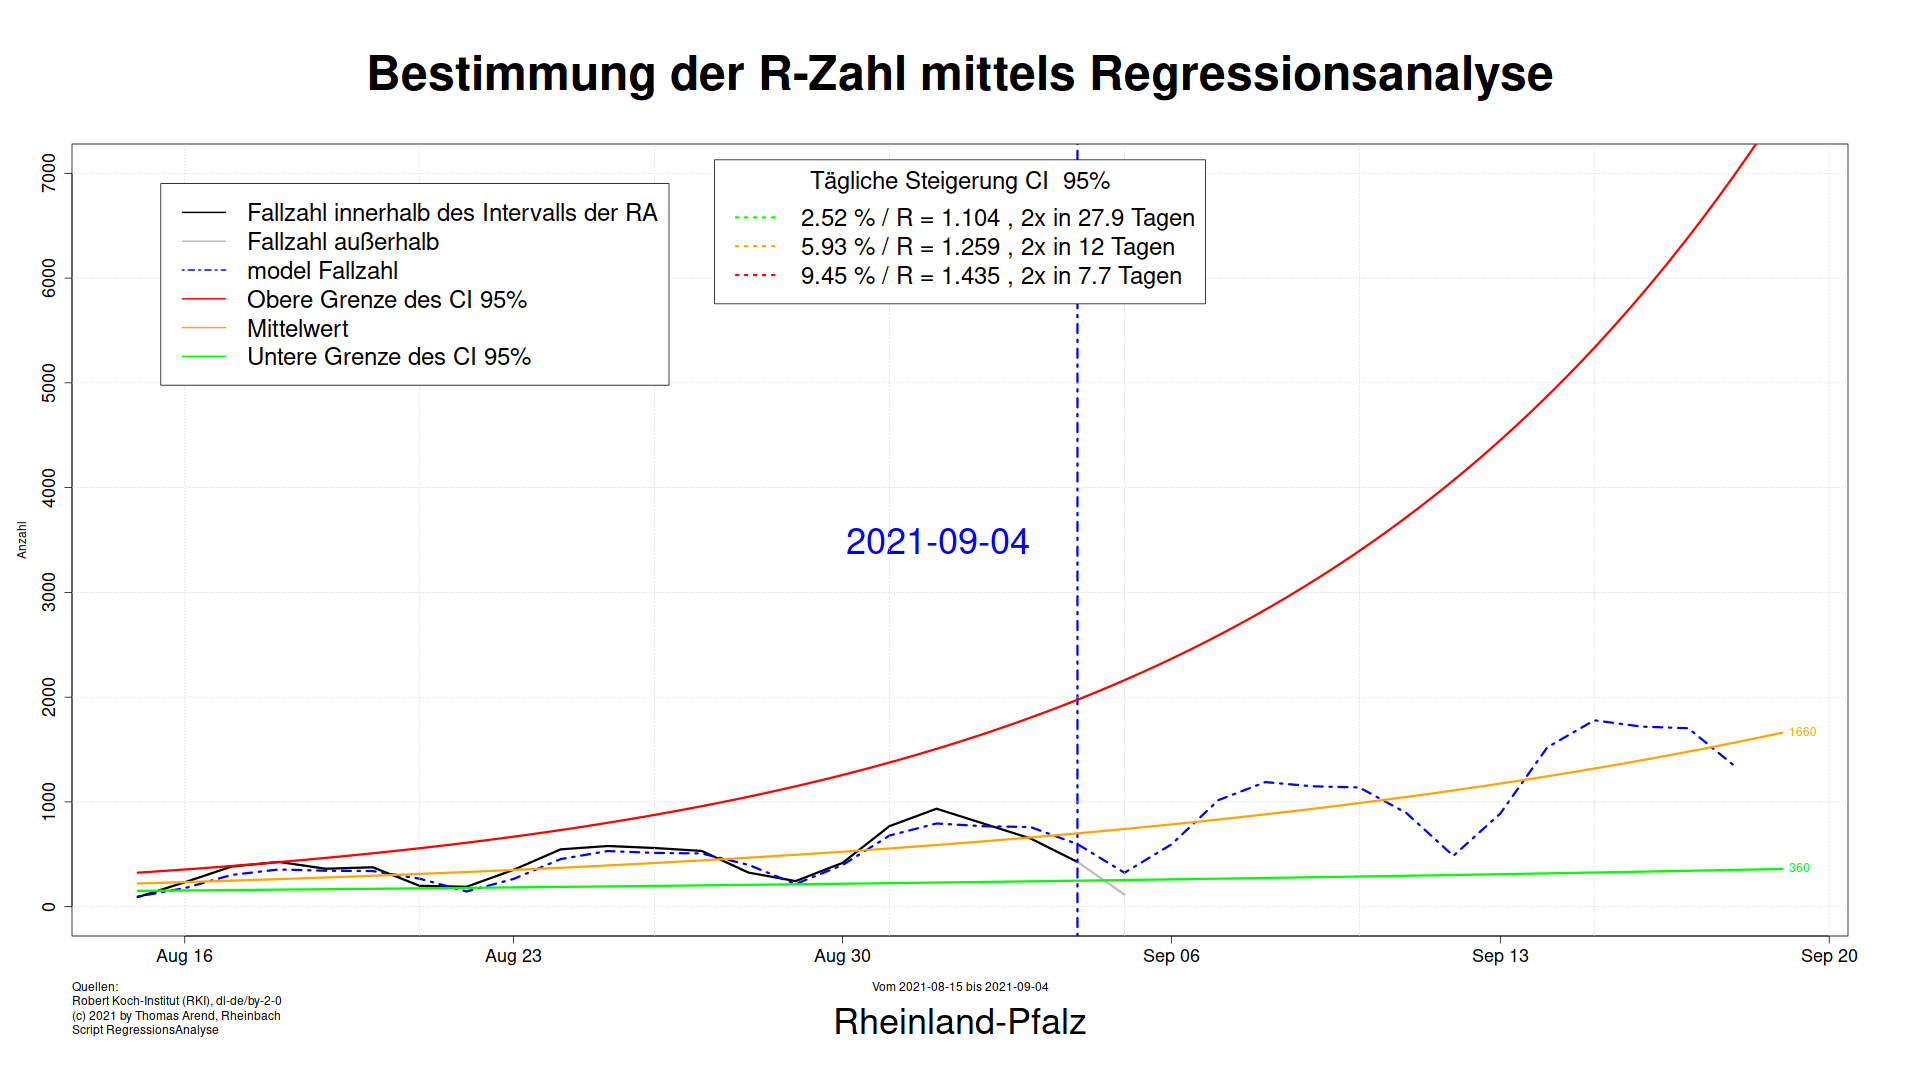 Bestimmung der R-Zahl mittels Regressionsanalyse
Fallzahl innerhalb des Intervalls der RA
Fallzahl außerhalb
model Fallzahl
Obere Grenze des CI 95%
Mittelwert
Untere Grenze des CI 95%
Tägliche Steigerung CI  95%
2.52 % / R = 1.104 , 2x in 27.9 Tagen
5.93 % / R = 1.259 , 2x in 12 Tagen
9.45 % / R = 1.435 , 2x in 7.7 Tagen
7000
6000
5000
4000
3000
2000
1000
0
Anzahl
2021-09-04
1660
360
Aug 16
Aug 23
Aug 30
Sep 06
Sep 13
Sep 20
Quellen:
Robert Koch-Institut (RKI), dl-de/by-2-0
(c) 2021 by Thomas Arend, Rheinbach
Script RegressionsAnalyse
Vom 2021-08-15 bis 2021-09-04
Rheinland-Pfalz